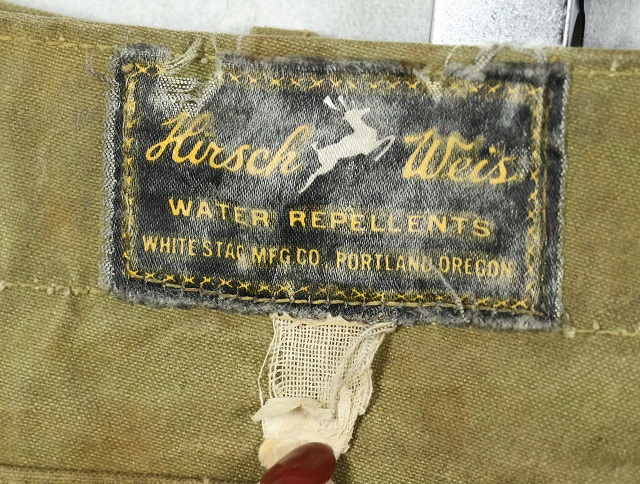 Hirsch Weis
WATER REPELLENTS
WHITE STAG MFG CO. PORTLAND, OREGON